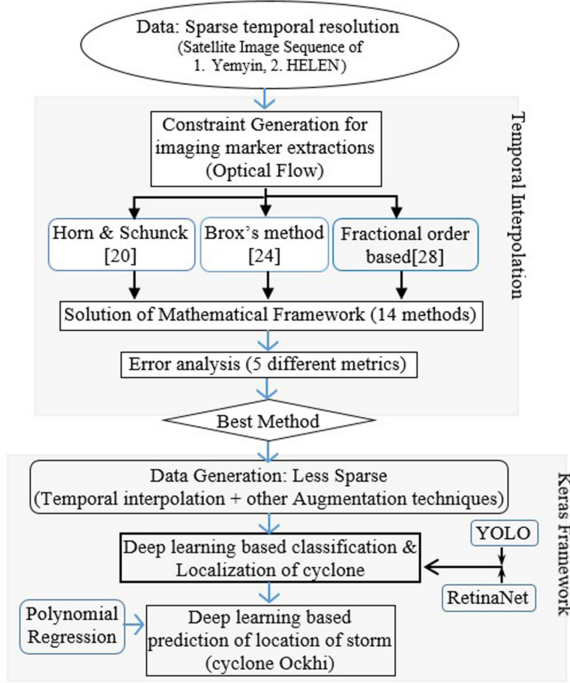 Data: Sparse temporal resolution
(Satellite Image Sequence of
1. Yemyin, 2. HELEN)
Temporal Interpolation
Constraint Generation for
imaging marker extractions
(Optical Flow)
Horn & Schunck
[20]
Brox's method
[24]
Fractional order
based[28]
Solution of Mathematical Framework (14 methods)
Error analysis (5 different metrics)
Best Method
Keras Framework
Data Generation: Less Sparse
(Temporal interpolation + other Augmentation techniques)
YOLO
Deep learning based classification &
Localization of cyclone
RetinaNet
Polynomial
Regression
Deep learning based
prediction of location of storm
(cyclone Ockhi)